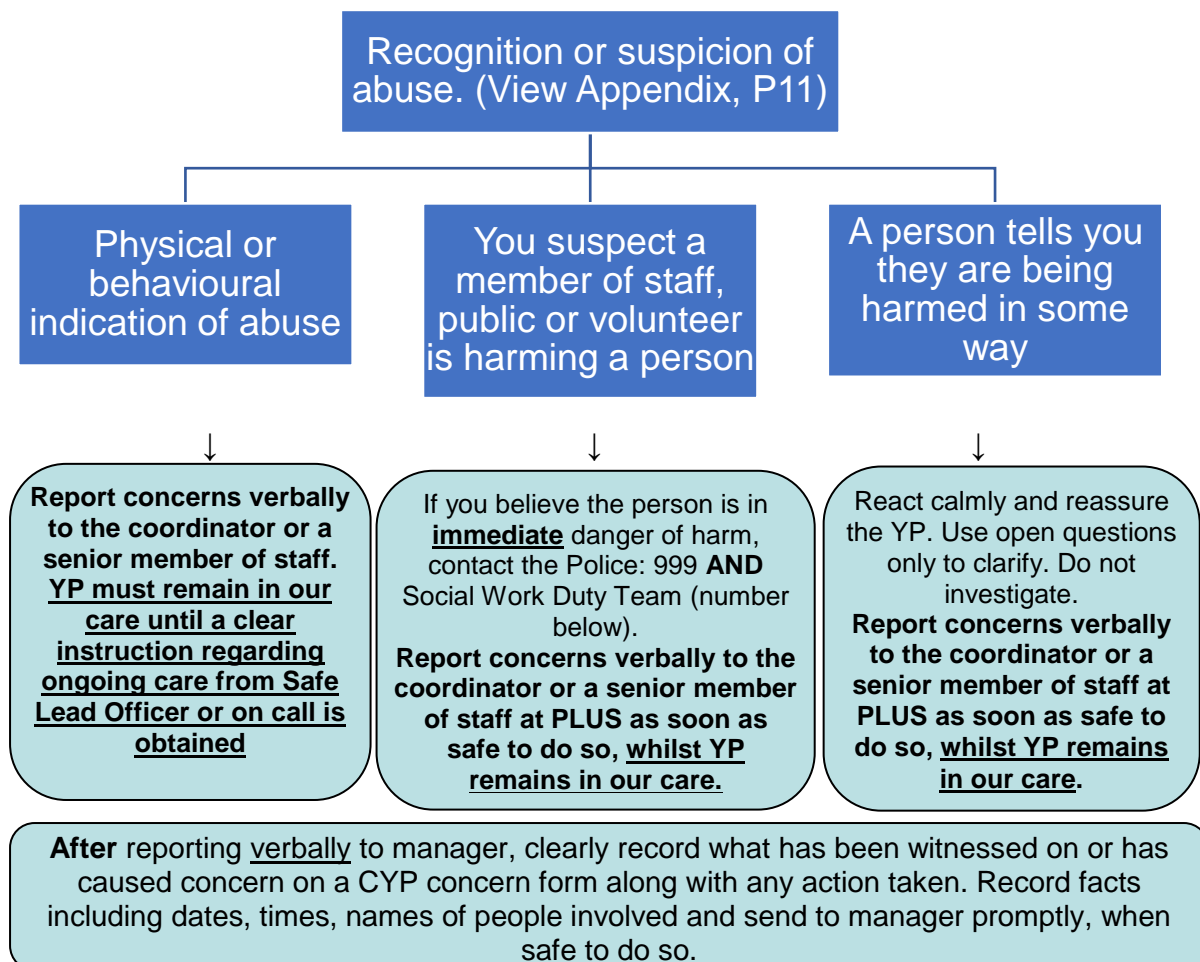 Recognition or suspicion of
abuse. (View Appendix, P11)
Physical or
behavioural
indication of abuse
You suspect a
member of staff,
public or volunteer
is harming a person
A person tells you
they are being
harmed in some
way
↓
↓
↓
Report concerns verbally
to the coordinator or a
senior member of staff.
YP must remain in our
care until a clear
instruction regarding
ongoing care from Safe
Lead Officer or on call is
obtained
If you believe the person is in
immediate danger of harm,
contact the Police: 999 AND
Social Work Duty Team (number
below).
Report concerns verbally to the
coordinator or a senior member
of staff at PLUS as soon as
safe to do so, whilst YP
remains in our care.
React calmly and reassure
the YP. Use open questions
only to clarify. Do not
investigate.
Report concerns verbally
to the coordinator or a
senior member of staff at
PLUS as soon as safe to
do so, whilst YP remains
in our care.
After reporting verbally to manager, clearly record what has been witnessed on or has
caused concern on a CYP concern form along with any action taken. Record facts
including dates, times, names of people involved and send to manager promptly, when
safe to do so.